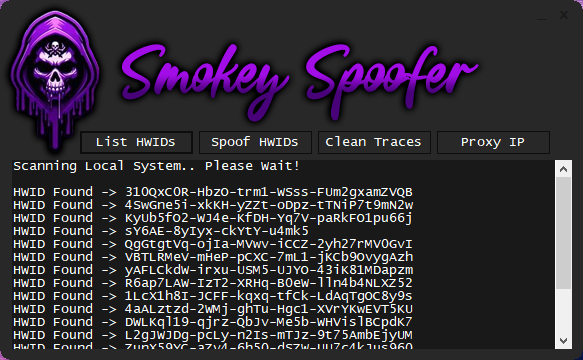 Smokey Spoofer
List HWIDs Spoof HWIDs Clean Traces Proxy IP
Scanning Local System.. Please Wait!
HWID Found -> 31OQxC0R-HbzO-trm1-WSss-FUm2gxamZVQB
HWID Found -> 4SwGne5i-xkKH-yZZt-oDpz-tTNiP7t9mN2w
HWID Found -> KyUb5fO2-WJ4e-KfDH-Yq7V-paRkFO1pu66j
HWID Found -> sY6AE-8yIyx-ckYtY-u4mk5
HWID Found -> QgGtgtVq-ojIa-MVwv-iCCZ-2yh27rMV0GvI
HWID Found -> VBTLRMeV-mHeP-pCXC-7mL1-jKCb9OvygAzh
HWID Found -> yAFLCkdW-irxu-USM5-UJYO-43iK81MDapzm
HWID Found -> R6ap7LAW-IzT2-XRHq-B0eW-lln4b4NLXZ52
HWID Found -> 1LcX1h8I-JCFF-kqxq-tfCk-LdAqTgOC8y9s
HWID Found -> 4aALztzd-2WMj-ghTu-Hgc1-XVrYKwEVT5KU
HWID Found -> DWLKql19-qjrZ-QbJv-Me5b-WHVislBCpdK7
HWID Found -> L2gJWJDg-pcLy-n2Is-mTJz-9t75AmbEjyUM
HWID Found ->